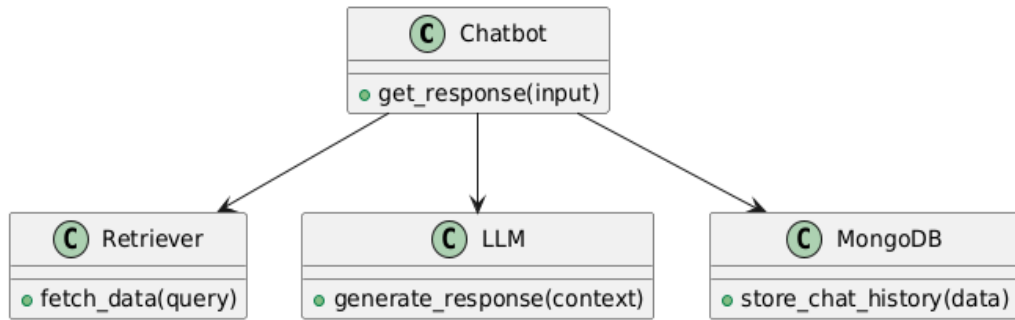 C Chatbot
get_response(input)
C Retriever
fetch_data(query)
C LLM
generate_response(context)
C MongoDB
store_chat_history(data)